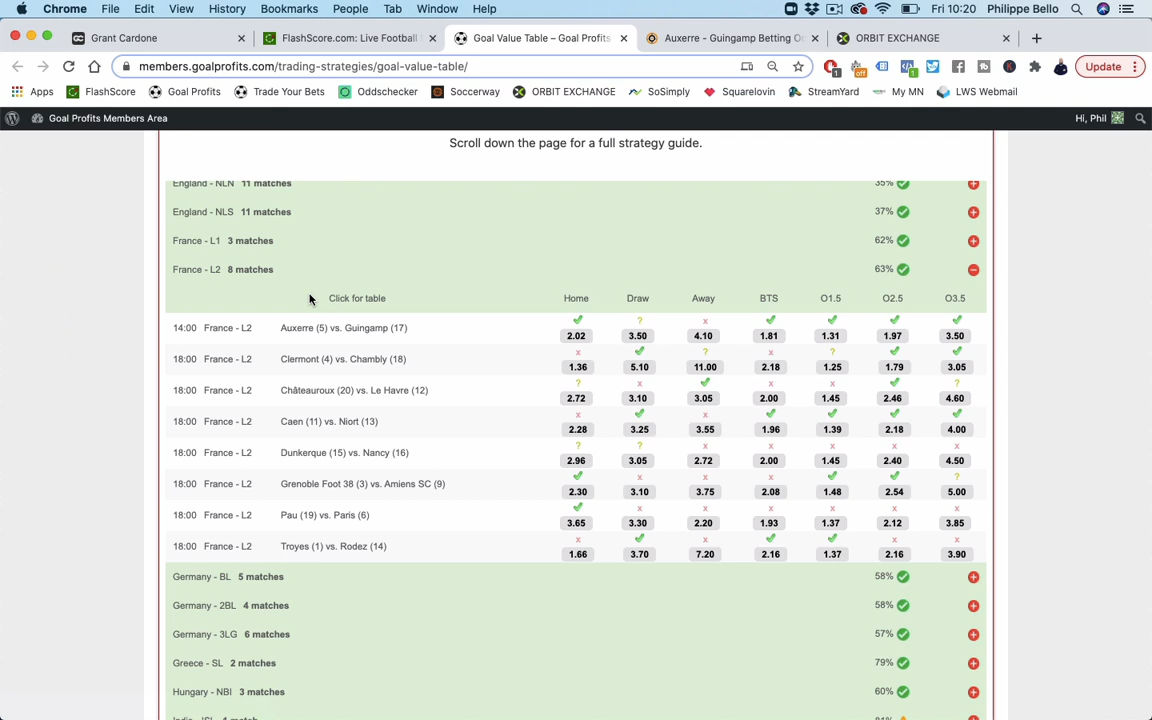 Chrome File Edit View History Bookmarks People Tab Window Help Fri 10:20 Philippe Bello
Grant Cardone FlashScore.com: Live Football Goal Value Table – Goal Profits Auxerre - Guingamp Betting O ORBIT EXCHANGE
members.goalprofits.com/trading-strategies/goal-value-table/ 1 off 1 Update
Apps FlashScore Goal Profits Trade Your Bets Oddschecker Soccerway ORBIT EXCHANGE SoSimply Squarelovin StreamYard My MN LWS Webmail
Goal Profits Members Area Hi, Phil
Scroll down the page for a full strategy guide.
England - NLN 11 matches 35%
England - NLS 11 matches 37%
France - L1 3 matches 62%
France - L2 8 matches 63%
Click for table Home Draw Away BTS O1.5 O2.5 O3.5
✓ ? x ✓ ✓ ✓ ✓
14:00 France - L2 Auxerre (5) vs. Guingamp (17) 2.02 3.50 4.10 1.81 1.31 1.97 3.50
x ✓ ? x ? ✓ ✓
18:00 France - L2 Clermont (4) vs. Chambly (18) 1.36 5.10 11.00 2.18 1.25 1.79 3.05
? x ✓ x x ✓ ?
18:00 France - L2 Châteauroux (20) vs. Le Havre (12) 2.72 3.10 3.05 2.00 1.45 2.46 4.60
x ✓ x ✓ ✓ ✓ ✓
18:00 France - L2 Caen (11) vs. Niort (13) 2.28 3.25 3.55 1.96 1.39 2.18 4.00
? ? x x x x x
18:00 France - L2 Dunkerque (15) vs. Nancy (16) 2.96 3.05 2.72 2.00 1.45 2.40 4.50
✓ x x x ✓ ✓ ?
18:00 France - L2 Grenoble Foot 38 (3) vs. Amiens SC (9) 2.30 3.10 3.75 2.08 1.48 2.54 5.00
✓ x x x x x x
18:00 France - L2 Pau (19) vs. Paris (6) 3.65 3.30 2.20 1.93 1.37 2.12 3.85
x ✓ x ✓ ✓ x x
18:00 France - L2 Troyes (1) vs. Rodez (14) 1.66 3.70 7.20 2.16 1.37 2.16 3.90
Germany - BL 5 matches 58%
Germany - 2BL 4 matches 58%
Germany - 3LG 6 matches 57%
Greece - SL 2 matches 79%
Hungary - NBI 3 matches 60%
India - ISL 1 match 81%